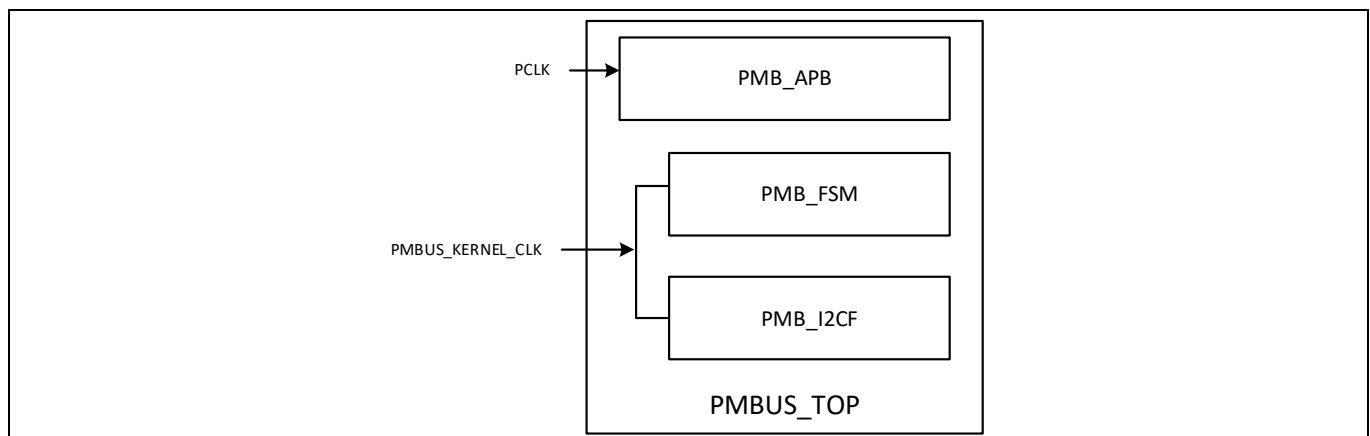 PCLK
PMB_APB
PMB_FSM
PMBUS_KERNEL_CLK
PMB_I2CF
PMBUS_TOP